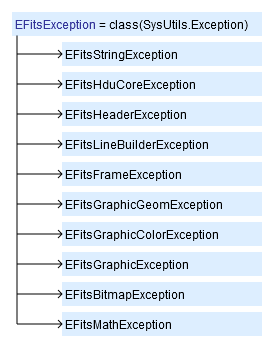 EFitsException = class(SysUtils.Exception)
EFitsStringException
EFitsHduCoreException
EFitsHeaderException
EFitsLineBuilderException
EFitsFrameException
EFitsGraphicGeomException
EFitsGraphicColorException
EFitsGraphicException
EFitsBitmapException
EFitsMathException